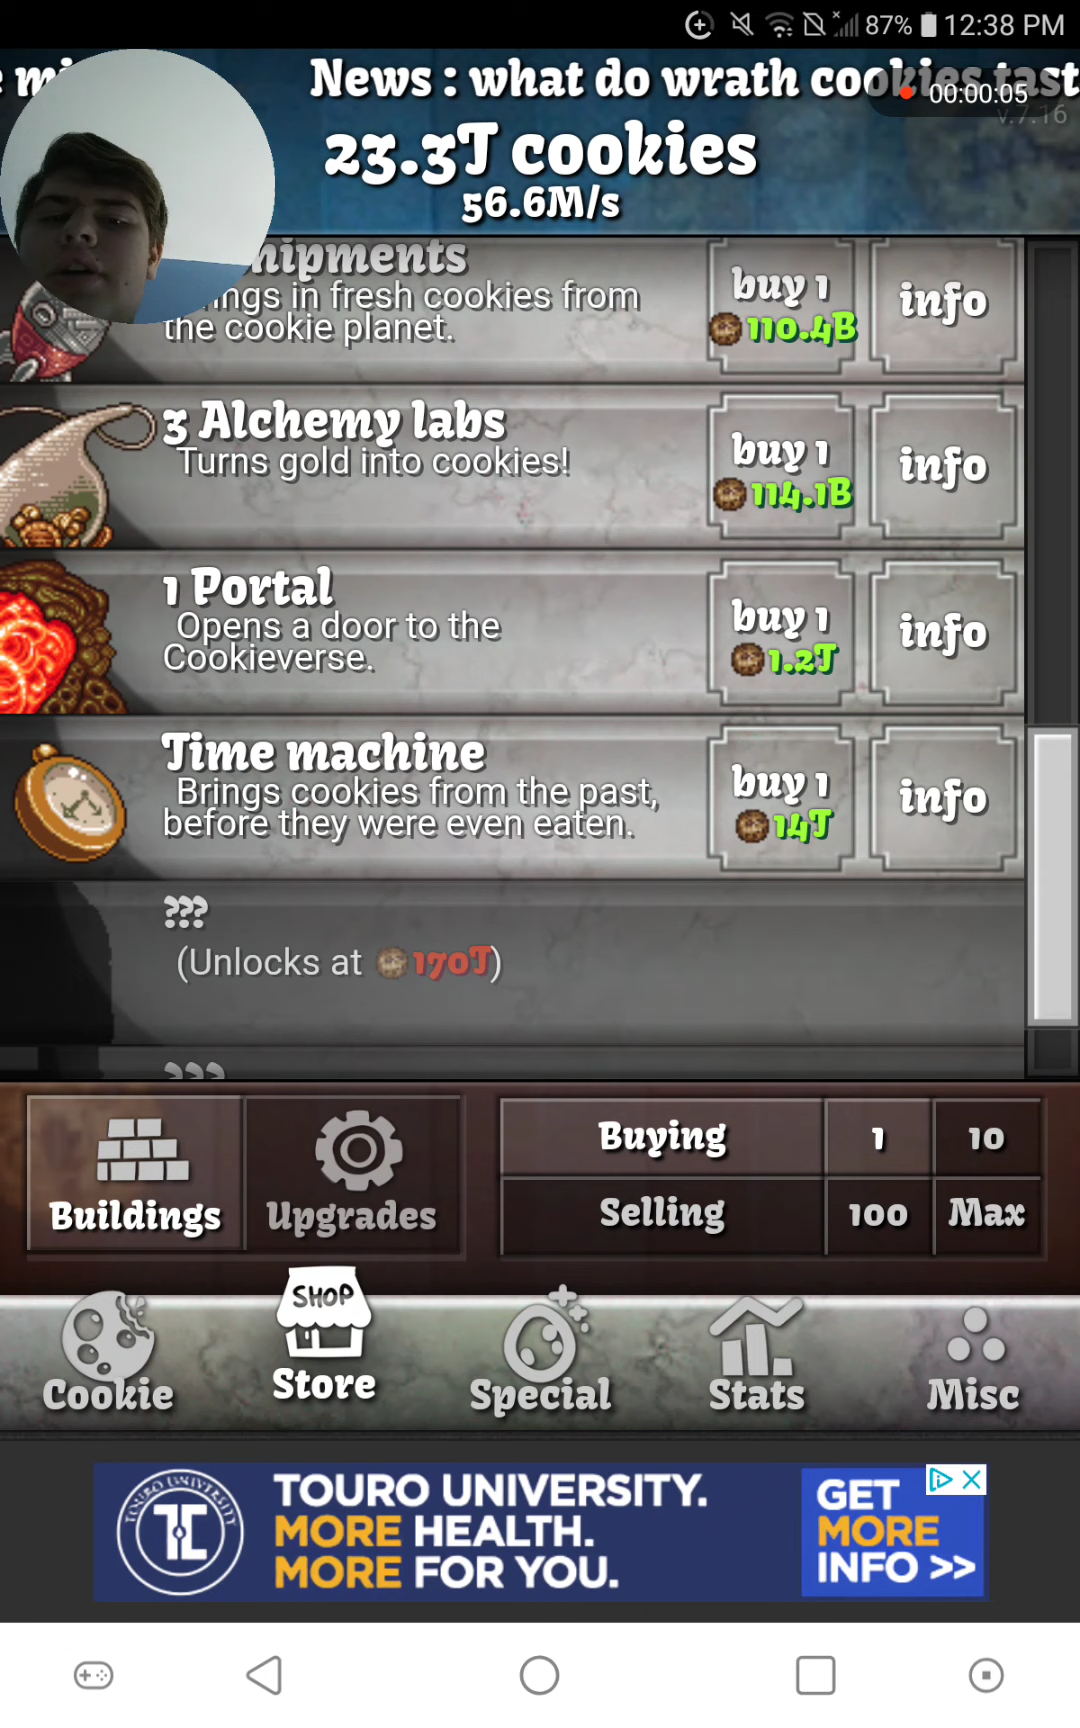 87% 12:38 PM
e mi
News : what do wrath cookies tast
00:00:05
v.7.16
23.3T cookies
56.6M/s
hipments
ings in fresh cookies from
the cookie planet.
buy 1
110.4B
info
3 Alchemy labs
Turns gold into cookies!
buy 1
114.1B
info
1 Portal
Opens a door to the
Cookieverse.
buy 1
1.2T
info
Time machine
Brings cookies from the past,
before they were even eaten.
buy 1
14T
info
???
(Unlocks at 170T)
???
Buildings
Upgrades
Buying 1 10
Selling 100 Max
SHOP
Cookie
Store
Special
Stats
Misc
TOURO UNIVERSITY
TOURO UNIVERSITY.
MORE HEALTH.
MORE FOR YOU.
GET
MORE
INFO >>